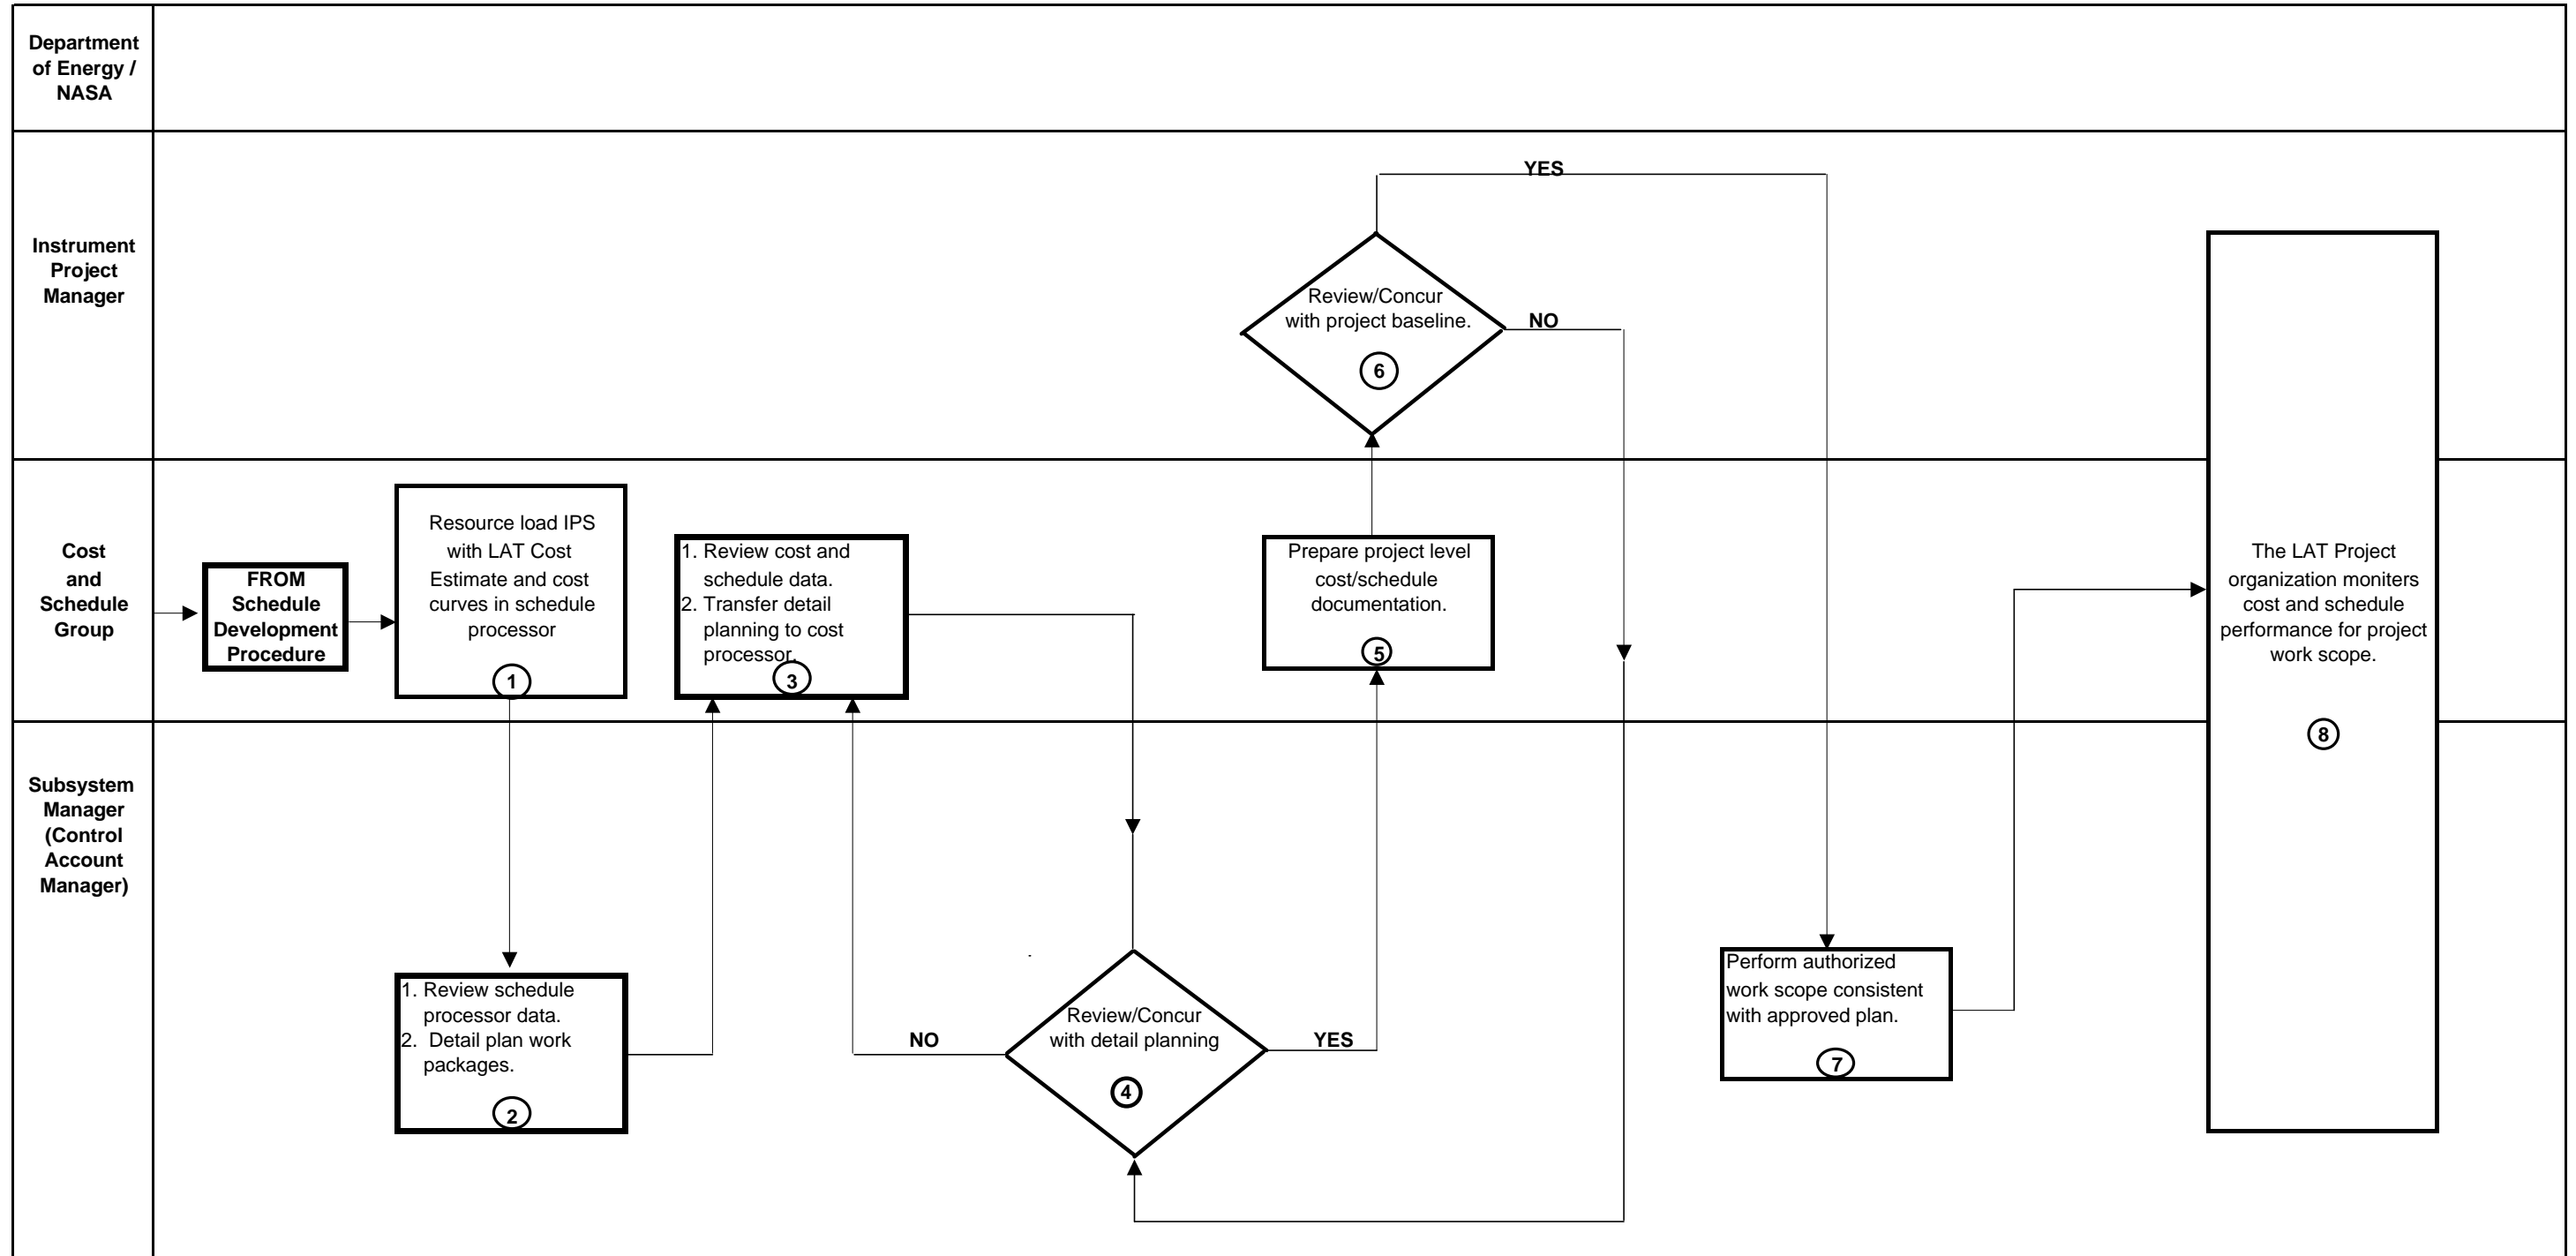 Department
of Energy /
NASA
Instrument
Project
Manager
YES
Review/Concur
with project baseline.
NO
6
Cost
and
Schedule
Group
FROM
Schedule
Development
Procedure
Resource load IPS
with LAT Cost
Estimate and cost
curves in schedule
processor
1
1. Review cost and
schedule data.
2. Transfer detail
planning to cost
processor.
3
Prepare project level
cost/schedule
documentation.
5
The LAT Project
organization moniters
cost and schedule
performance for project
work scope.
8
Subsystem
Manager
(Control
Account
Manager)
1. Review schedule
processor data.
2. Detail plan work
packages.
2
NO
Review/Concur
with detail planning
4
YES
Perform authorized
work scope consistent
with approved plan.
7